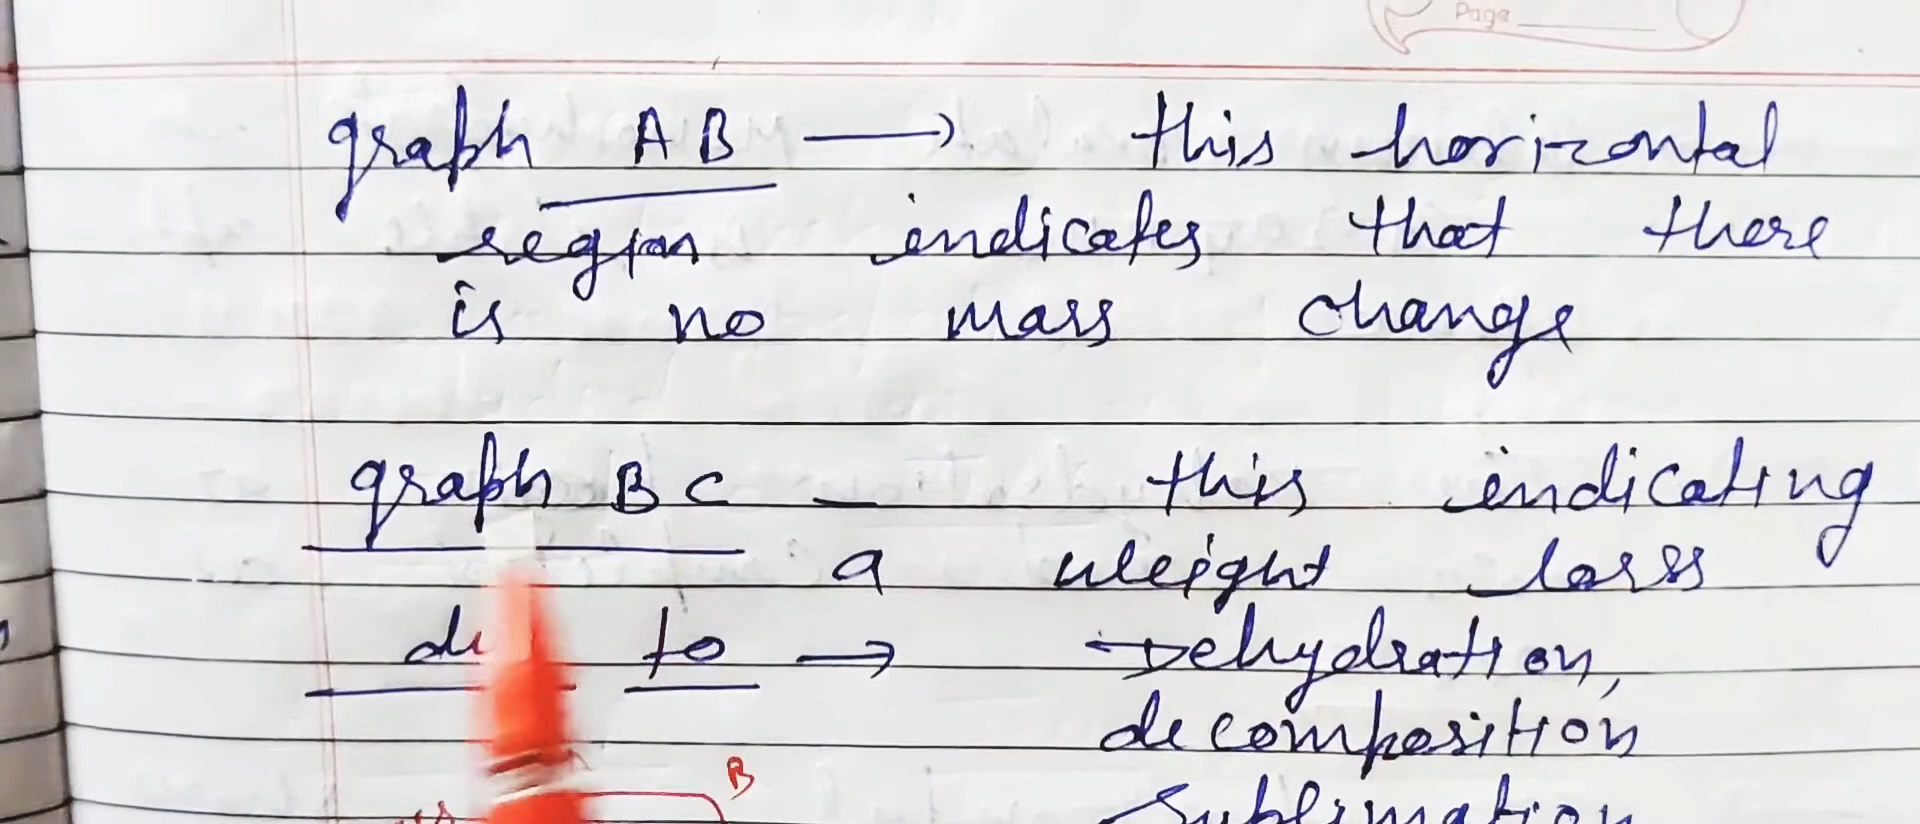 Page
graph AB → this horizontal
region indicates that there
is no mass change
graph BC - this indicating
a weight loss
to → Dehydration,
decomposition
B
Sublimation